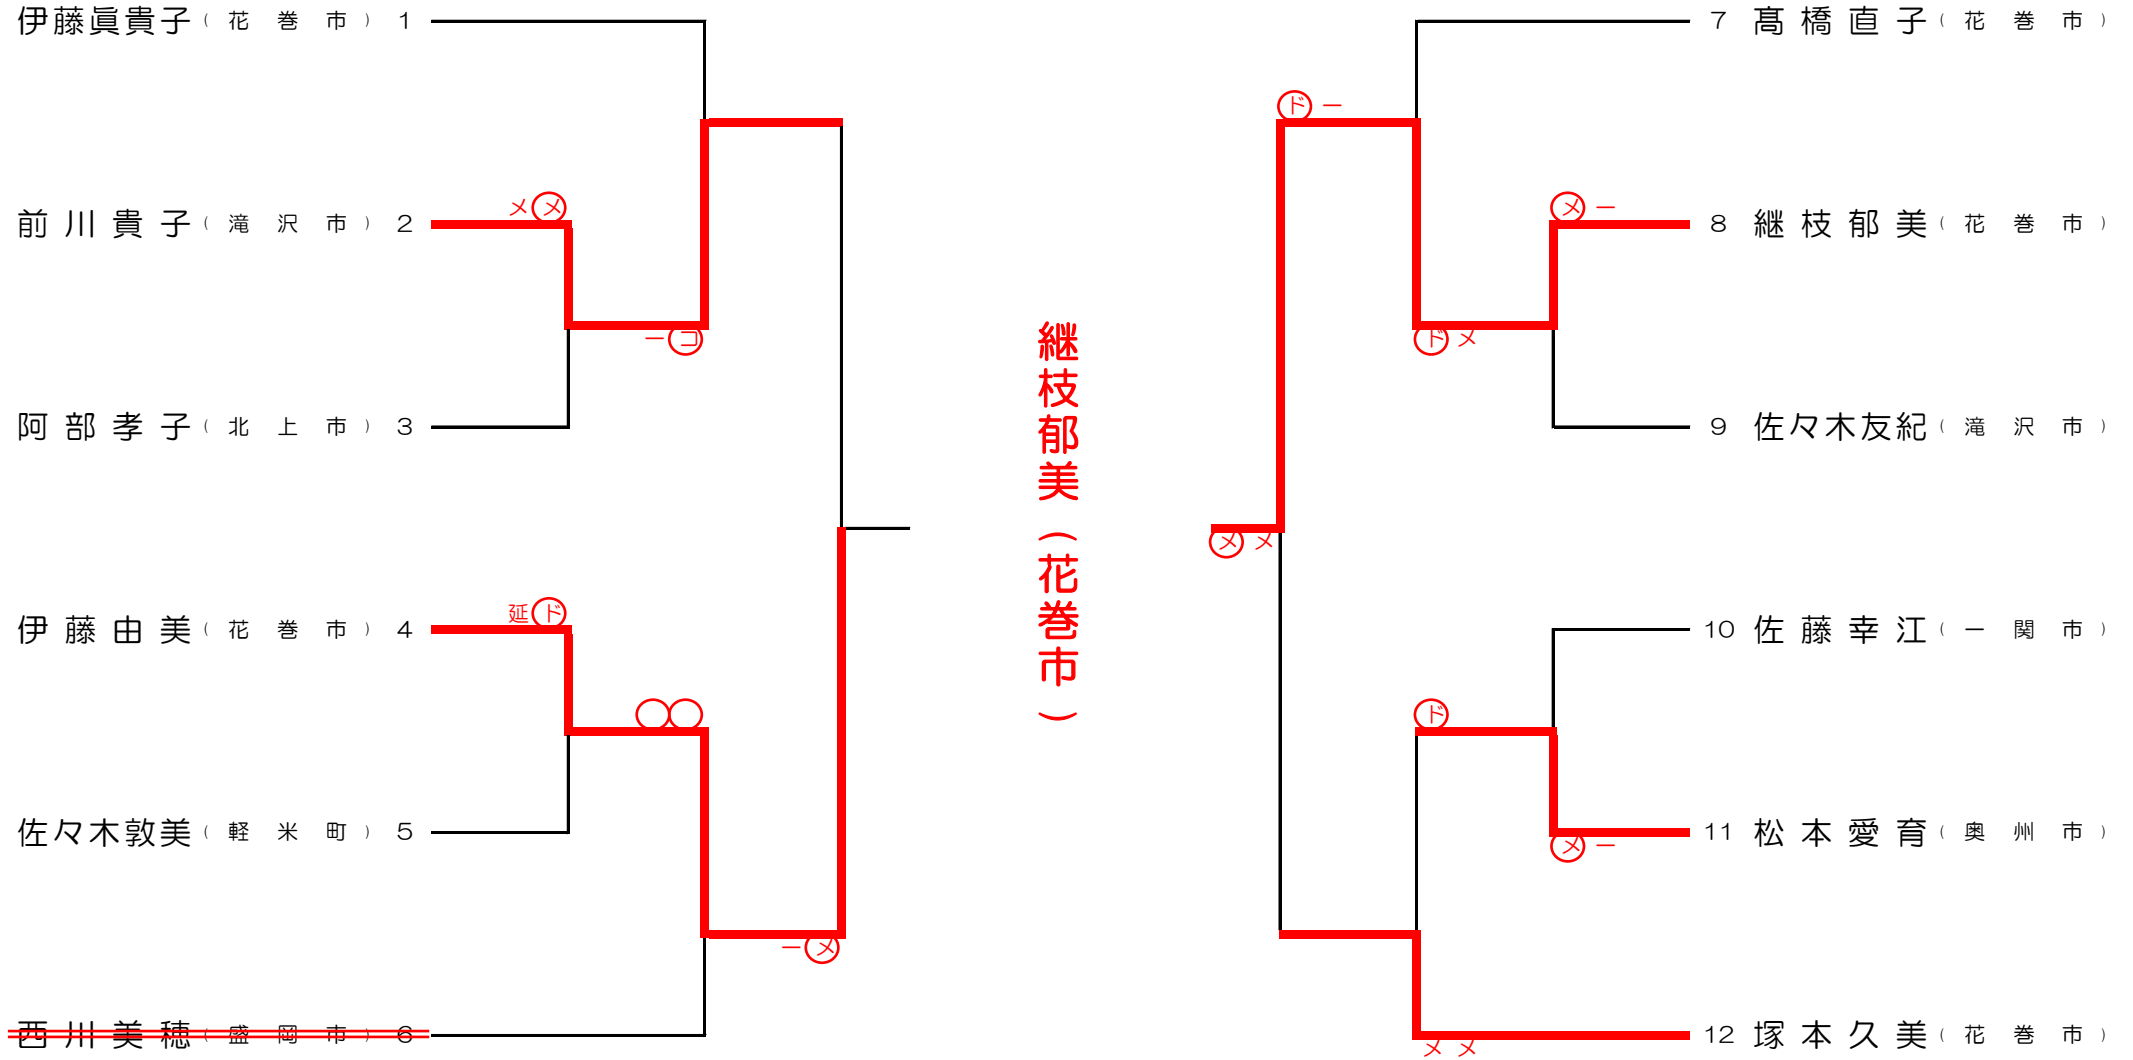 伊藤眞貴子（花巻市）1
メメ
前川貴子（滝沢市）2
ーコ
阿部孝子（北上市）3
延ド
伊藤由美（花巻市）4
佐々木敦美（軽米町）5
ーメ
西川美穂（盛岡市）6
継枝郁美（花巻市）
7 髙橋直子（花巻市）
ドー
メー
8 継枝郁美（花巻市）
ドメ
9 佐々木友紀（滝沢市）
メメ
10 佐藤幸江（一関市）
ド
11 松本愛育（奥州市）
メー
12 塚本久美（花巻市）
メメ